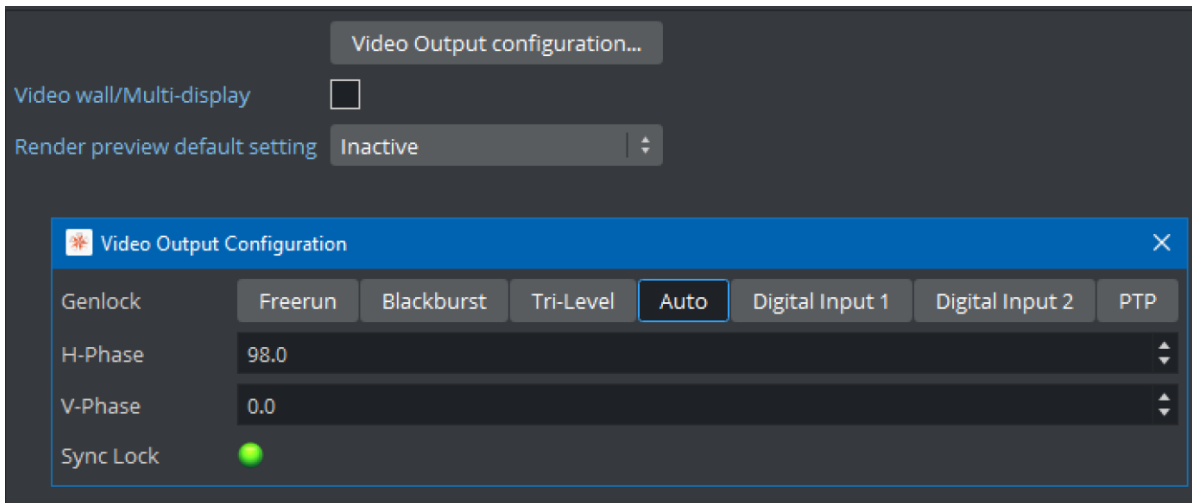 Video Output configuration...
Video wall/Multi-display
Render preview default setting Inactive
Video Output Configuration
Genlock Freerun Blackburst Tri-Level Auto Digital Input 1 Digital Input 2 PTP
H-Phase 98.0
V-Phase 0.0
Sync Lock